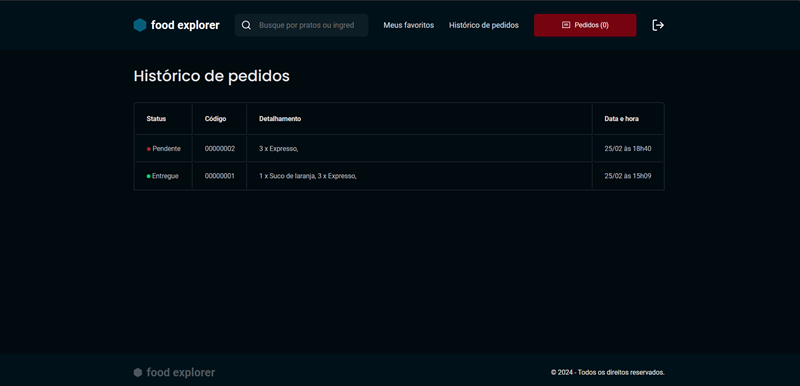 food explorer Busque por pratos ou ingred Meus favoritos Histórico de pedidos Pedidos (0)
Histórico de pedidos
Status Código Detalhamento Data e hora
Pendente 00000002 3 x Expresso, 25/02 às 18h40
Entregue 00000001 1 x Suco de laranja, 3 x Expresso, 25/02 às 15h09
food explorer © 2024 - Todos os direitos reservados.